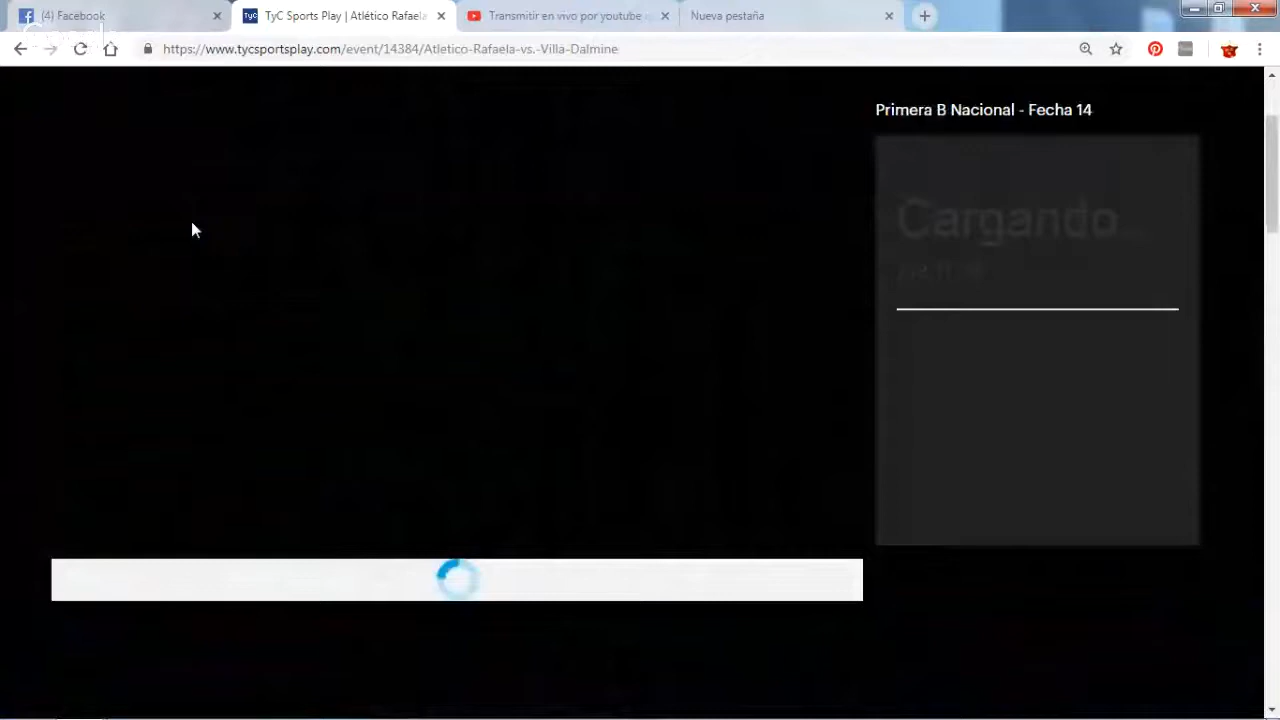 (4) Facebook
TyC TyC Sports Play | Atlético Rafaela
Transmitir en vivo por youtube
Nueva pestaña
https://www.tycsportsplay.com/event/14384/Atletico-Rafaela-vs.-Villa-Dalmine
Primera B Nacional - Fecha 14
Cargando...